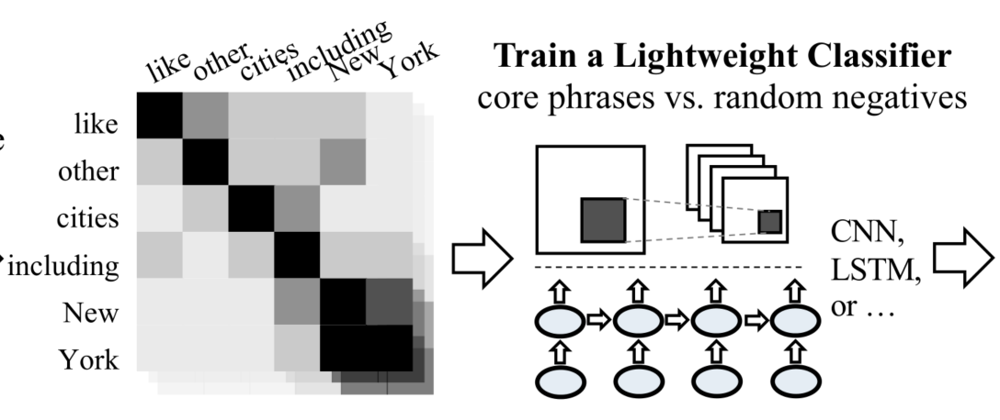 like other cities including New York
like
other
cities
including
New
York
Train a Lightweight Classifier
core phrases vs. random negatives
CNN,
LSTM,
or …